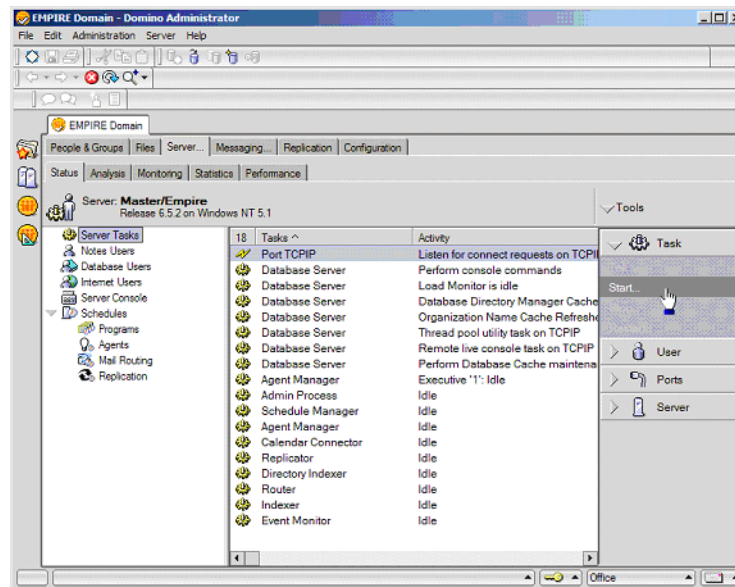 EMPIRE Domain - Domino Administrator
File Edit Administration Server Help
EMPIRE Domain
People & Groups Files Server... Messaging... Replication Configuration
Status Analysis Monitoring Statistics Performance
Server: Master/Empire
Release 6.5.2 on Windows NT 5.1
Tools
Server Tasks
Notes Users
Database Users
Internet Users
Server Console
Schedules
Programs
Agents
Mail Routing
Replication
18 Tasks Activity
Port TCPIP Listen for connect requests on TCPI
Database Server Perform console commands
Database Server Load Monitor is idle
Database Server Database Directory Manager Cache
Database Server Organization Name Cache Refreshe
Database Server Thread pool utility task on TCPIP
Database Server Remote live console task on TCPIP
Database Server Perform Database Cache maintena
Agent Manager Executive '1': Idle
Admin Process Idle
Schedule Manager Idle
Agent Manager Idle
Calendar Connector Idle
Replicator Idle
Directory Indexer Idle
Router Idle
Indexer Idle
Event Monitor Idle
Task
Start...
User
Ports
Server
Office